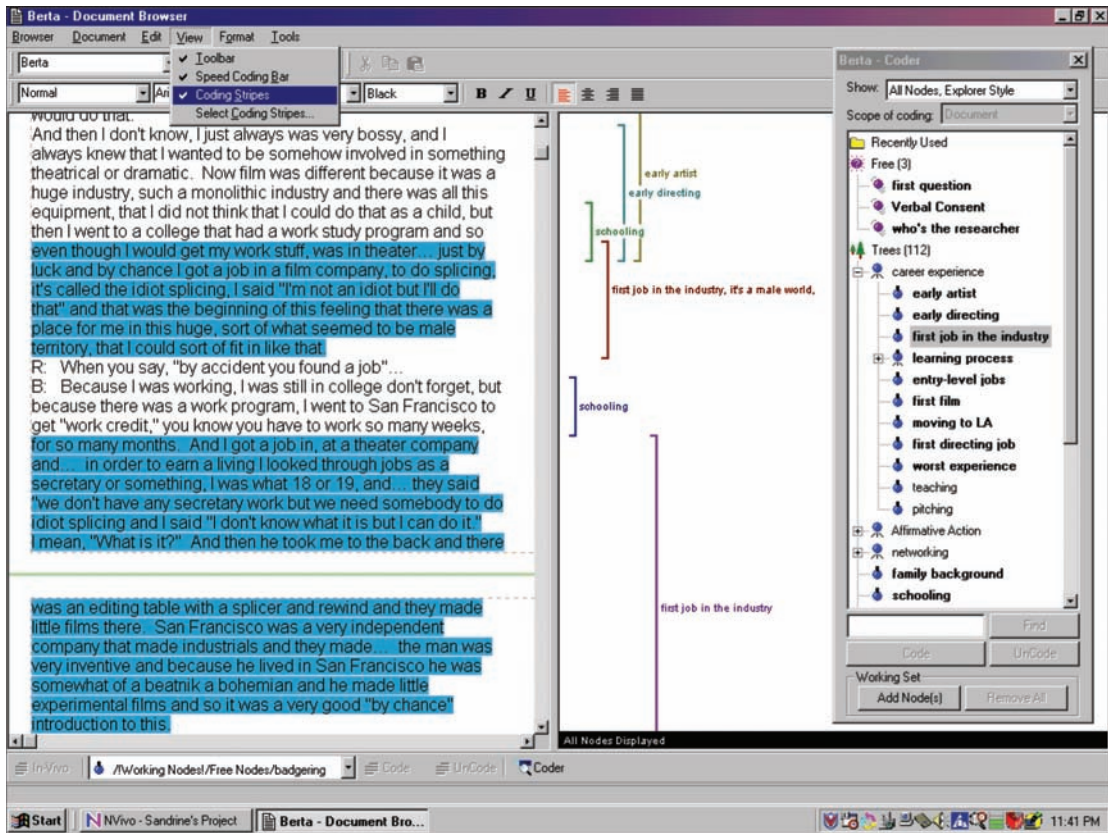 Berta - Document Browser
Browser Document Edit View Format Tools
Berta
Toolbar
Speed Coding Bar
Coding Stripes
Select Coding Stripes...
Normal
Ari
Black
B I U
would do that.
And then I don't know, I just always was very bossy, and I
always knew that I wanted to be somehow involved in something
theatrical or dramatic. Now film was different because it was a
huge industry, such a monolithic industry and there was all this
equipment, that I did not think that I could do that as a child, but
then I went to a college that had a work study program and so
even though I would get my work stuff, was in theater... just by
luck and by chance I got a job in a film company, to do splicing,
it's called the idiot splicing, I said "I'm not an idiot but I'll do
that" and that was the beginning of this feeling that there was a
place for me in this huge, sort of what seemed to be male
territory, that I could sort of fit in like that.
R: When you say, "by accident you found a job"...
B: Because I was working, I was still in college don't forget, but
because there was a work program, I went to San Francisco to
get "work credit," you know you have to work so many weeks,
for so many months. And I got a job in, at a theater company
and... in order to earn a living I looked through jobs as a
secretary or something, I was what 18 or 19, and... they said
"we don't have any secretary work but we need somebody to do
idiot splicing and I said "I don't know what it is but I can do it."
I mean, "What is it?" And then he took me to the back and there
was an editing table with a splicer and rewind and they made
little films there. San Francisco was a very independent
company that made industrials and they made... the man was
very inventive and because he lived in San Francisco he was
somewhat of a beatnik a bohemian and he made little
experimental films and so it was a very good "by chance"
introduction to this.
early artist
early directing
schooling
first job in the industry, it's a male world,
schooling
first job in the industry
All Nodes Displayed
Berta - Coder
Show: All Nodes, Explorer Style
Scope of coding: Document
Recently Used
Free (3)
first question
Verbal Consent
who's the researcher
Trees (112)
career experience
early artist
early directing
first job in the industry
learning process
entry-level jobs
first film
moving to LA
first directing job
worst experience
teaching
pitching
Affirmative Action
networking
family background
schooling
Find
Code UnCode
Working Set
Add Node(s) Remove All
In-Vivo /!Working Nodes!/Free Nodes/badgering Code UnCode Coder
Start NVivo - Sandrine's Project Berta - Document Bro... 11:41 PM